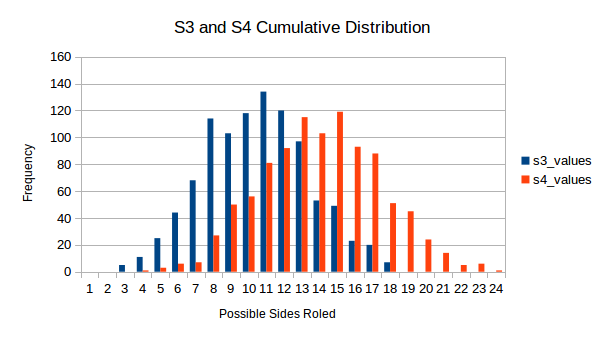 S3 and S4 Cumulative Distribution
160
140
120
100
80
60
40
20
0
Frequency
s3_values
s4_values
1 2 3 4 5 6 7 8 9 10 11 12 13 14 15 16 17 18 19 20 21 22 23 24
Possible Sides Roled